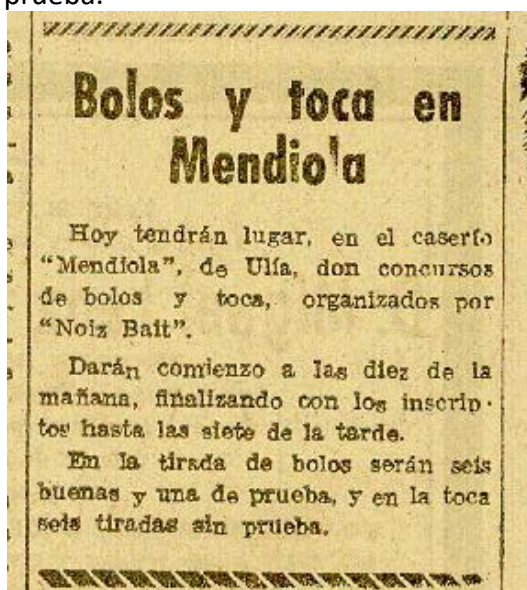 prueba.
Bolos y toca en
Mendiola
Hoy tendrán lugar, en el caserío
"Mendiola", de Ulía, don concursos
de bolos y toca, organizados por
"Noiz Bait".
Darán comienzo a las diez de la
mañana, finalizando con los inscrip-
tos hasta las siete de la tarde.
En la tirada de bolos serán seis
buenas y una de prueba, y en la toca
seis tiradas sin prueba.